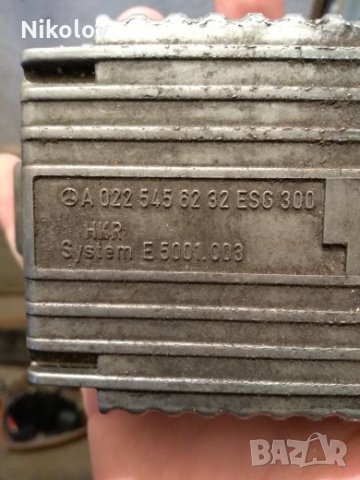 Nikolov
A 022 545 62 32 ESG 300
HKR
System E 5001.003
BAZAR